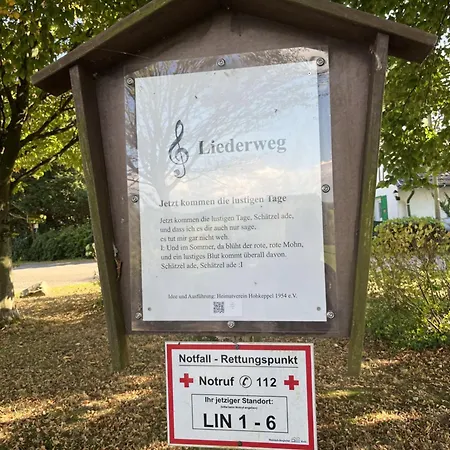 Liederweg
Jetzt kommen die lustigen Tage
Jetzt kommen die lustigen Tage, Schätzel ade,
und dass ich es dir auch nur sage,
es tut mir gar nicht weh.
I: Und im Sommer, da blüht der rote, rote Mohn,
und ein lustiges Blut kommt überall davon.
Schätzel ade, Schätzel ade :I
Idee und Ausführung: Heimatverein Hohkeppel 1954 e.V.
Notfall - Rettungspunkt
Notruf 112
Ihr jetziger Standort:
LIN 1 - 6